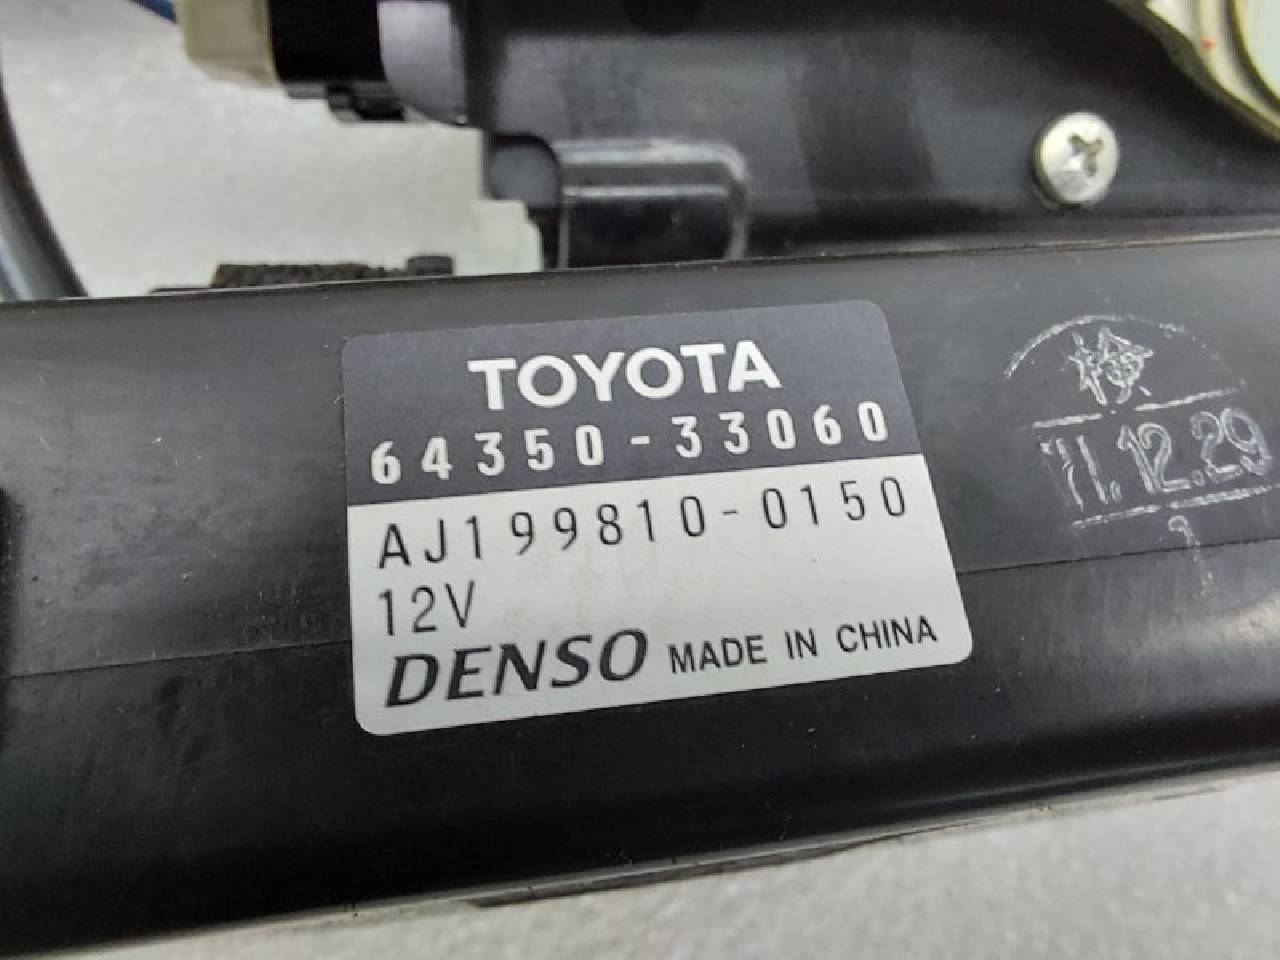 TOYOTA
64350-33060
AJ199810-0150
12V
DENSO MADE IN CHINA
検
11.12.29